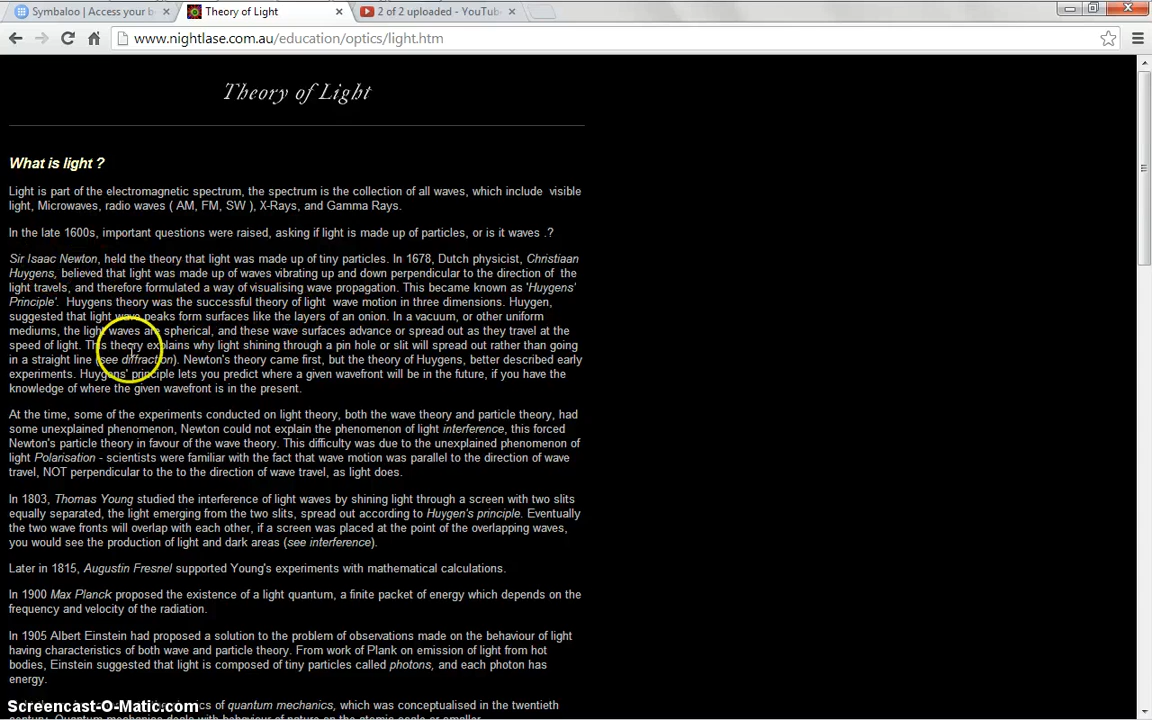 Symbaloo | Access your b
Theory of Light
2 of 2 uploaded - YouTub
www.nightlase.com.au/education/optics/light.htm
Theory of Light
What is light ?
Light is part of the electromagnetic spectrum, the spectrum is the collection of all waves, which include visible
light, Microwaves, radio waves ( AM, FM, SW ), X-Rays, and Gamma Rays.
In the late 1600s, important questions were raised, asking if light is made up of particles, or is it waves .?
Sir Isaac Newton, held the theory that light was made up of tiny particles. In 1678, Dutch physicist, Christiaan
Huygens, believed that light was made up of waves vibrating up and down perpendicular to the direction of the
light travels, and therefore formulated a way of visualising wave propagation. This became known as 'Huygens'
Principle'. Huygens theory was the successful theory of light wave motion in three dimensions. Huygen,
suggested that light wave peaks form surfaces like the layers of an onion. In a vacuum, or other uniform
mediums, the light waves are spherical, and these wave surfaces advance or spread out as they travel at the
speed of light. This theory explains why light shining through a pin hole or slit will spread out rather than going
in a straight line (see diffraction). Newton's theory came first, but the theory of Huygens, better described early
experiments. Huygens' principle lets you predict where a given wavefront will be in the future, if you have the
knowledge of where the given wavefront is in the present.
At the time, some of the experiments conducted on light theory, both the wave theory and particle theory, had
some unexplained phenomenon, Newton could not explain the phenomenon of light interference, this forced
Newton's particle theory in favour of the wave theory. This difficulty was due to the unexplained phenomenon of
light Polarisation - scientists were familiar with the fact that wave motion was parallel to the direction of wave
travel, NOT perpendicular to the to the direction of wave travel, as light does.
In 1803, Thomas Young studied the interference of light waves by shining light through a screen with two slits
equally separated, the light emerging from the two slits, spread out according to Huygen's principle. Eventually
the two wave fronts will overlap with each other, if a screen was placed at the point of the overlapping waves,
you would see the production of light and dark areas (see interference).
Later in 1815, Augustin Fresnel supported Young's experiments with mathematical calculations.
In 1900 Max Planck proposed the existence of a light quantum, a finite packet of energy which depends on the
frequency and velocity of the radiation.
In 1905 Albert Einstein had proposed a solution to the problem of observations made on the behaviour of light
having characteristics of both wave and particle theory. From work of Plank on emission of light from hot
bodies, Einstein suggested that light is composed of tiny particles called photons, and each photon has
energy.
ics of quantum mechanics, which was conceptualised in the twentieth
century. Quantum mechanics deals with behaviour of nature on the atomic scale or smaller.
Screencast-O-Matic.com